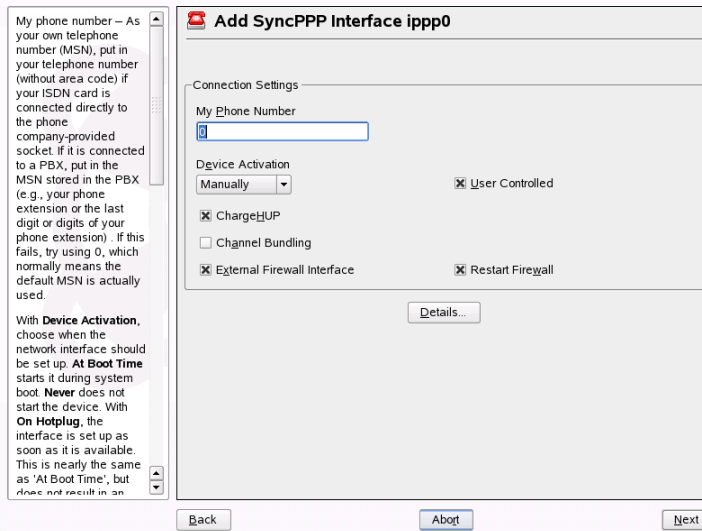 My phone number – As
your own telephone
number (MSN), put in
your telephone number
(without area code) if
your ISDN card is
connected directly to
the phone
company-provided
socket. If it is connected
to a PBX, put in the
MSN stored in the PBX
(e.g., your phone
extension or the last
digit or digits of your
phone extension) . If this
fails, try using 0, which
normally means the
default MSN is actually
used.
With Device Activation,
choose when the
network interface should
be set up. At Boot Time
starts it during system
boot. Never does not
start the device. With
On Hotplug, the
interface is set up as
soon as it is available.
This is nearly the same
as 'At Boot Time', but
does not result in an
Add SyncPPP Interface ippp0
Connection Settings
My Phone Number
0
Device Activation
Manually
User Controlled
ChargeHUP
Channel Bundling
External Firewall Interface
Restart Firewall
Details...
Back
Abort
Next